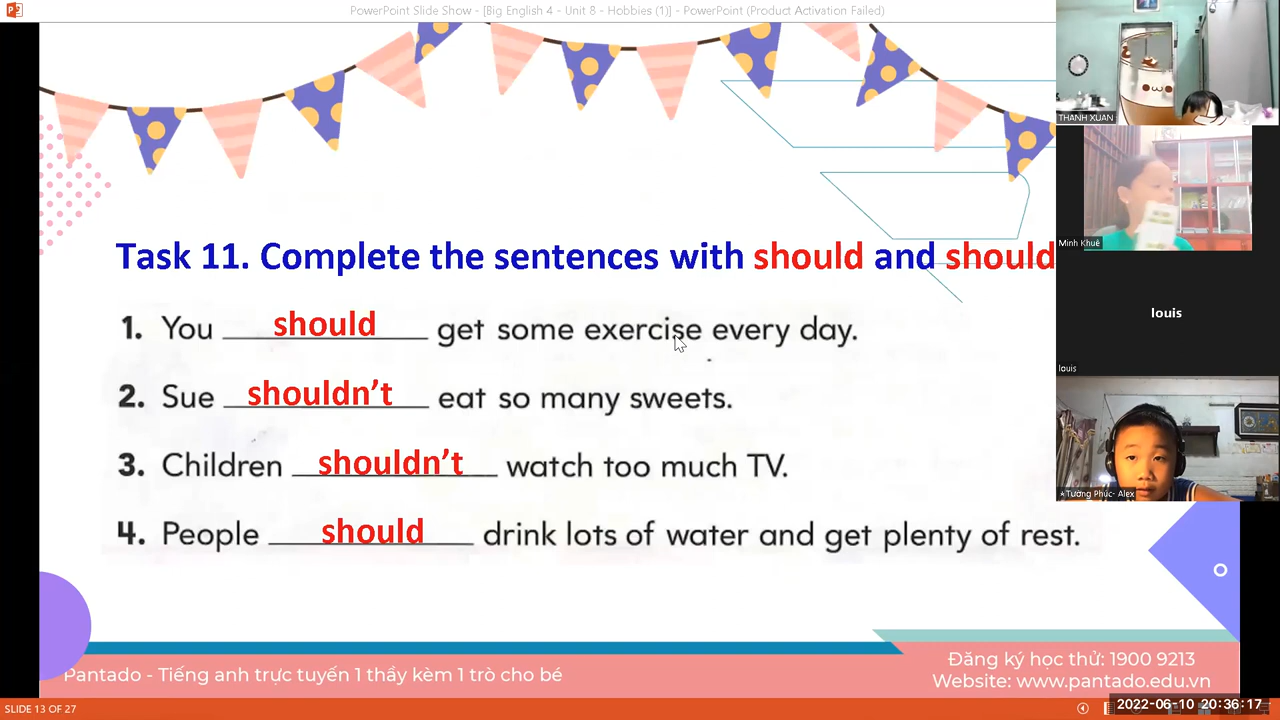 PowerPoint Slide Show - [Big English 4 - Unit 8 - Hobbies (1)] - PowerPoint (Product Activation Failed)
THANH XUAN
Minh Khuê
louis
louis
Tường Phúc- Alex
Task 11. Complete the sentences with should and should
1. You should get some exercise every day.
2. Sue shouldn’t eat so many sweets.
3. Children shouldn’t watch too much TV.
4. People should drink lots of water and get plenty of rest.
Pantado - Tiếng anh trực tuyến 1 thầy kèm 1 trò cho bé
Đăng ký học thử: 1900 9213
Website: www.pantado.edu.vn
SLIDE 13 OF 27
2022-06-10 20:36:17